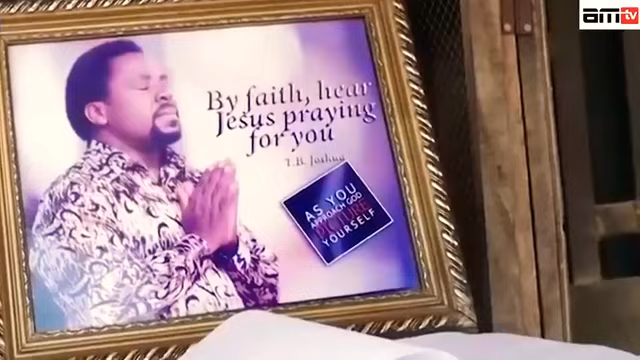 amtv
By faith, hear
Jesus praying
for you
T.B. Joshua
AS YOU
APPROACH GOD
PICTURE
YOURSELF